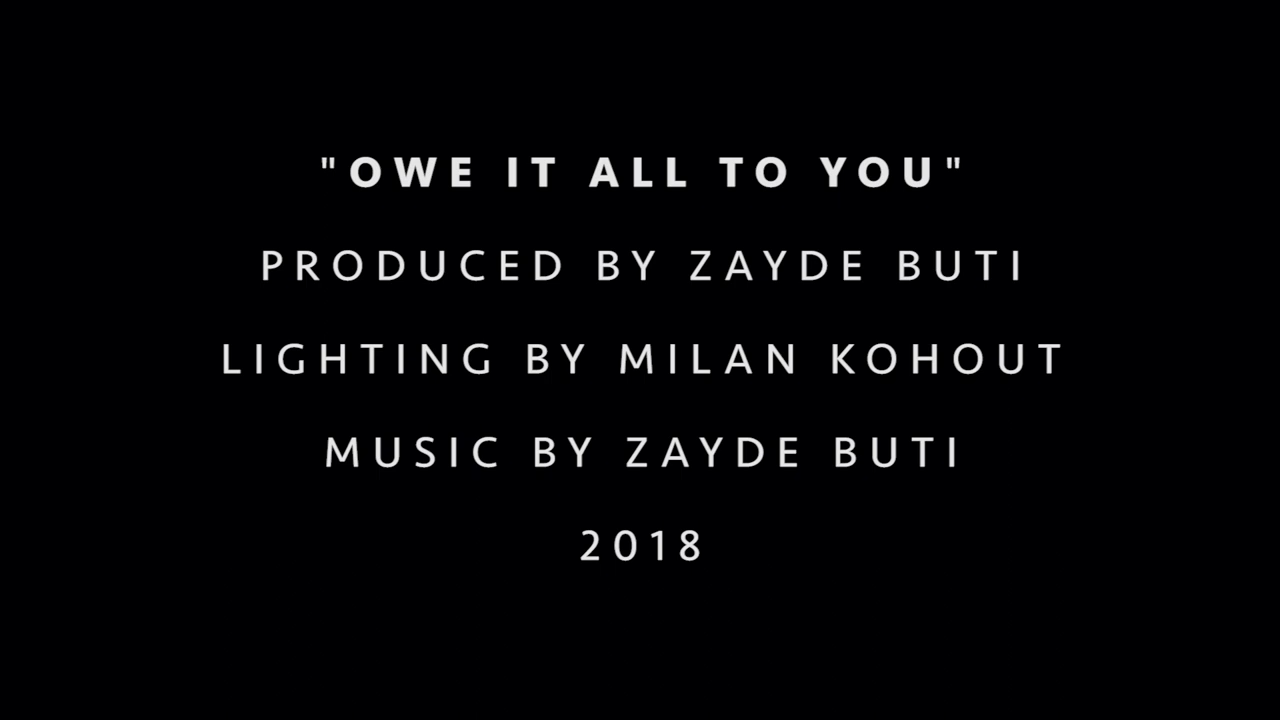 "OWE IT ALL TO YOU"
PRODUCED BY ZAYDE BUTI
LIGHTING BY MILAN KOHOUT
MUSIC BY ZAYDE BUTI
2018